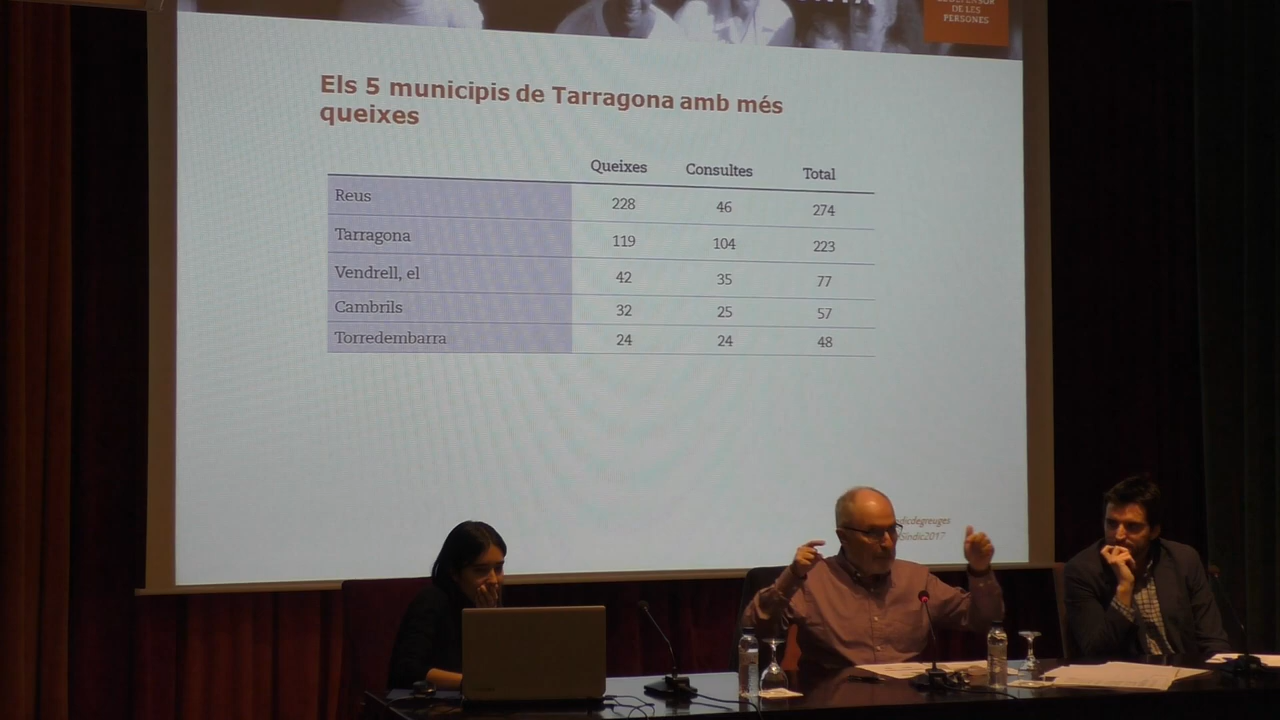 DE LES
PERSONES
Els 5 municipis de Tarragona amb més
queixes
Queixes Consultes Total
Reus 228 46 274
Tarragona 119 104 223
Vendrell, el 42 35 77
Cambrils 32 25 57
Torredembarra 24 24 48
dicdegreuges
Sindic2017